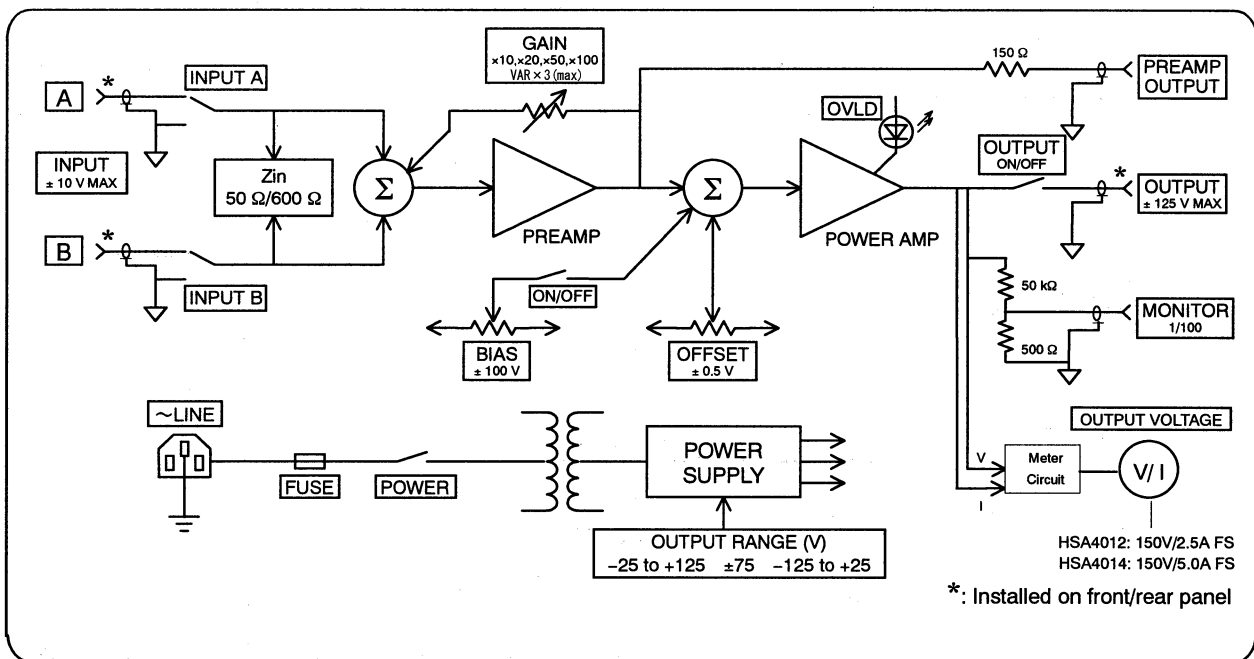 GAIN
×10,×20,×50,×100
VAR × 3 (max)
150 Ω
PREAMP
OUTPUT
A
*
INPUT A
OVLD
INPUT
± 10 V MAX
Zin
50 Ω/600 Ω
Σ
PREAMP
Σ
POWER AMP
OUTPUT
ON/OFF
*
OUTPUT
± 125 V MAX
B
*
INPUT B
ON/OFF
50 kΩ
MONITOR
1/100
500 Ω
BIAS
± 100 V
OFFSET
± 0.5 V
~LINE
FUSE
POWER
POWER
SUPPLY
OUTPUT RANGE (V)
−25 to +125 ±75 −125 to +25
OUTPUT VOLTAGE
V
I
Meter
Circuit
V/ I
HSA4012: 150V/2.5A FS
HSA4014: 150V/5.0A FS
*: Installed on front/rear panel